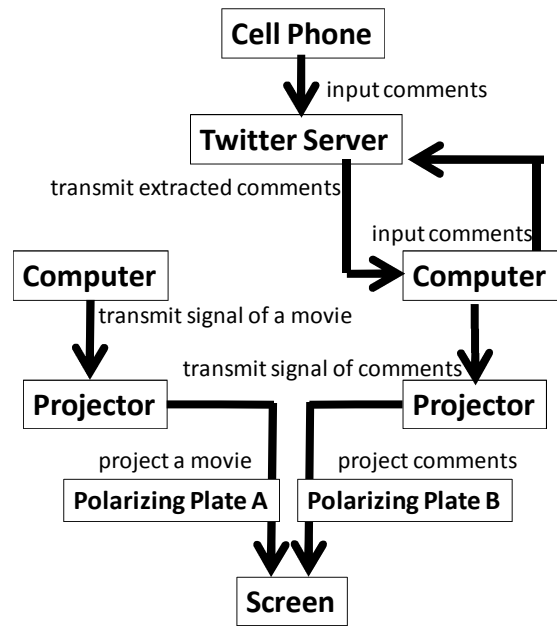 Cell Phone
input comments
Twitter Server
transmit extracted comments
input comments
Computer
Computer
transmit signal of a movie
transmit signal of comments
Projector
Projector
project a movie
project comments
Polarizing Plate A
Polarizing Plate B
Screen